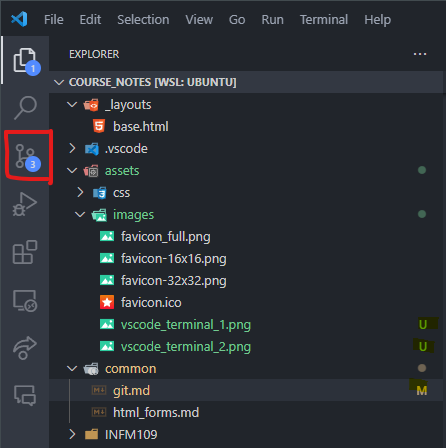 File Edit Selection View Go Run Terminal Help
EXPLORER
1
COURSE_NOTES [WSL: UBUNTU]
_layouts
base.html
.vscode
3
assets
css
images
favicon_full.png
favicon-16x16.png
favicon-32x32.png
favicon.ico
vscode_terminal_1.png U
vscode_terminal_2.png U
common
git.md M
html_forms.md
INFM109